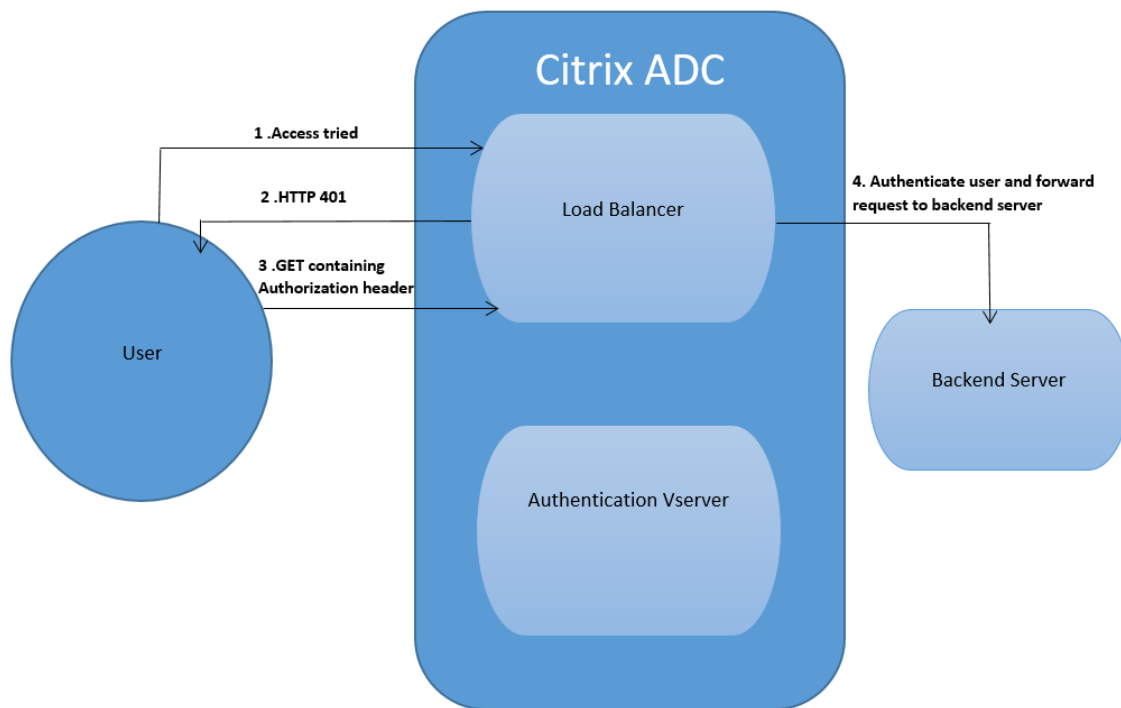 Citrix ADC
1 .Access tried
2 .HTTP 401
3 .GET containing
Authorization header
Load Balancer
4. Authenticate user and forward
request to backend server
User
Backend Server
Authentication Vserver